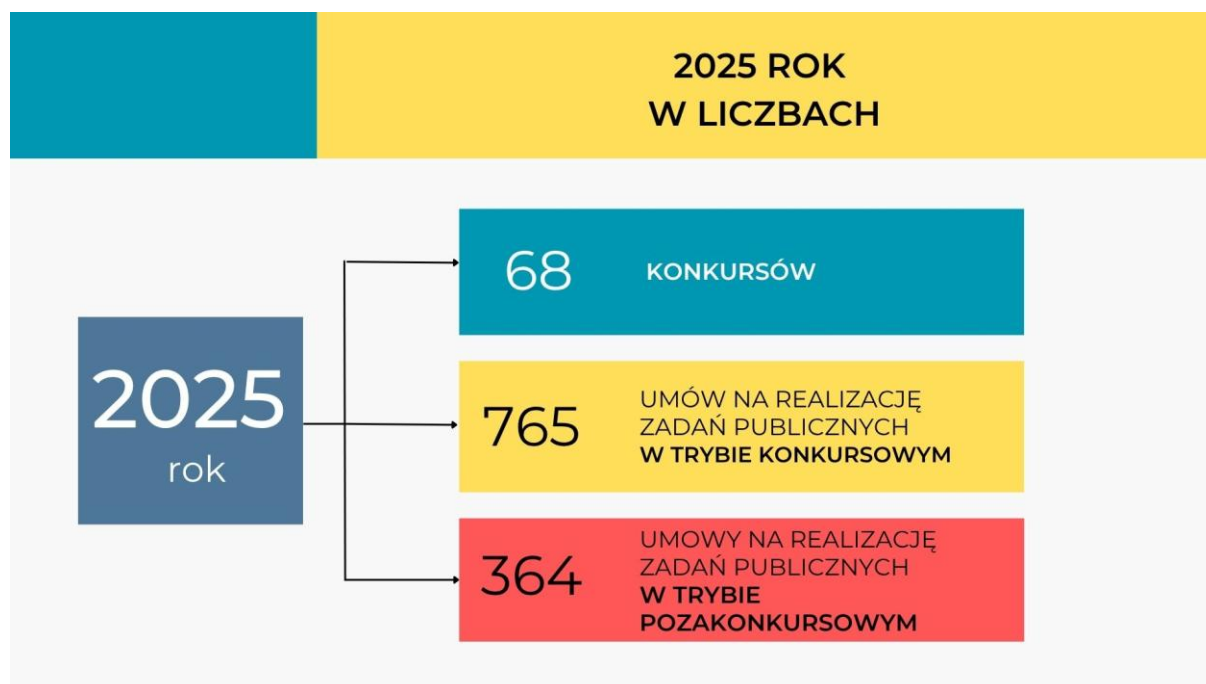 2025 ROK
W LICZBACH
2025
rok
68
KONKURSÓW
765
UMÓW NA REALIZACJĘ
ZADAŃ PUBLICZNYCH
W TRYBIE KONKURSOWYM
364
UMOWY NA REALIZACJĘ
ZADAŃ PUBLICZNYCH
W TRYBIE
POZAKONKURSOWYM